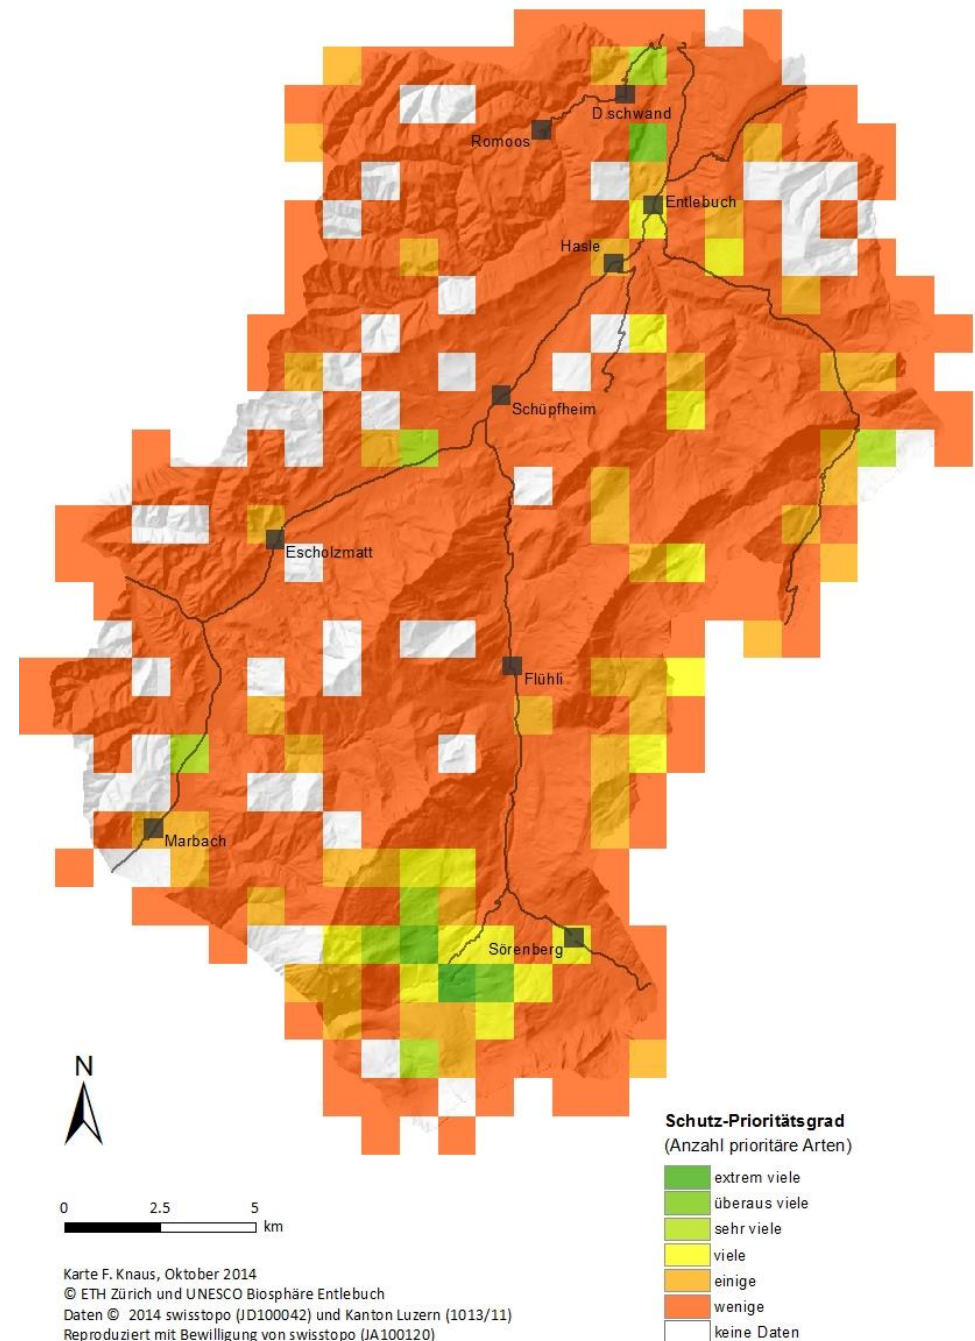 D.schwand
Romoos
Entlebuch
Hasle
Schüpfheim
Escholzmatt
Flühli
Marbach
Sörenberg
N
0 2.5 5
km
Schutz-Prioritätsgrad
(Anzahl prioritäre Arten)
extrem viele
überaus viele
sehr viele
viele
einige
wenige
keine Daten
Karte F. Knaus, Oktober 2014
© ETH Zürich und UNESCO Biosphäre Entlebuch
Daten © 2014 swisstopo (JD100042) und Kanton Luzern (1013/11)
Reproduziert mit Bewilligung von swisstopo (JA100120)